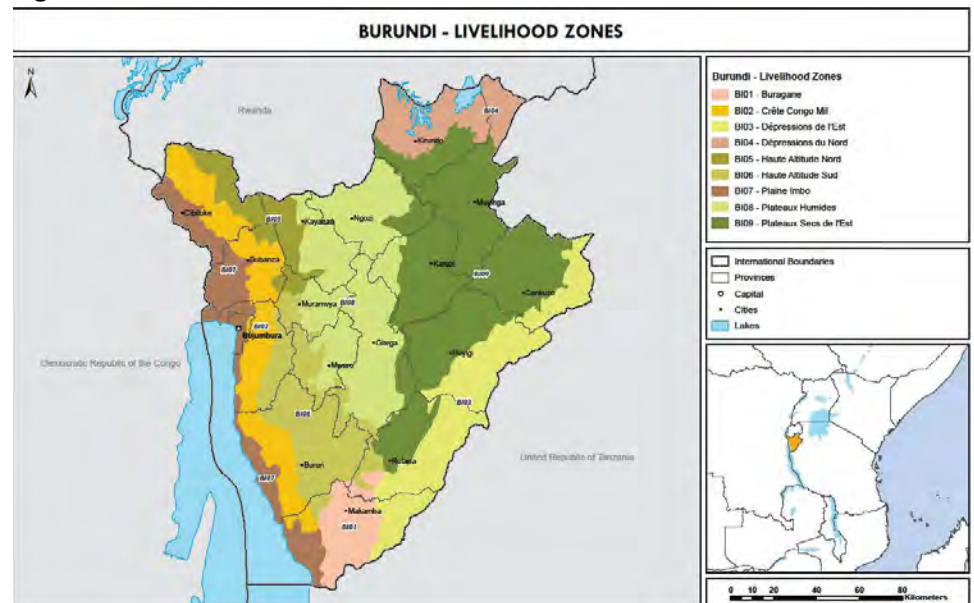 BURUNDI - LIVELIHOOD ZONES
N
Rwanda
Democratic Republic of the Congo
United Republic of Tanzania
BI04
Kirundo
Cibitoke
BI05
Kayanza
Ngozi
Muyinga
Bubanza
BI07
Karuzi
BI09
Cankuzo
Muramvya
BI08
BI02
Bujumbura
Gitega
Ruyigi
Mwaro
BI03
BI06
Bururi
Rutana
BI07
Makamba
BI01
Burundi - Livelihood Zones
BI01 - Buragane
BI02 - Crête Congo Mil
BI03 - Dépressions de l'Est
BI04 - Dépressions du Nord
BI05 - Haute Altitude Nord
BI06 - Haute Altitude Sud
BI07 - Plaine Imbo
BI08 - Plateaux Humides
BI09 - Plateaux Secs de l'Est
International Boundaries
Provinces
Capital
Cities
Lakes
0 10 20 40 60 80
Kilometers